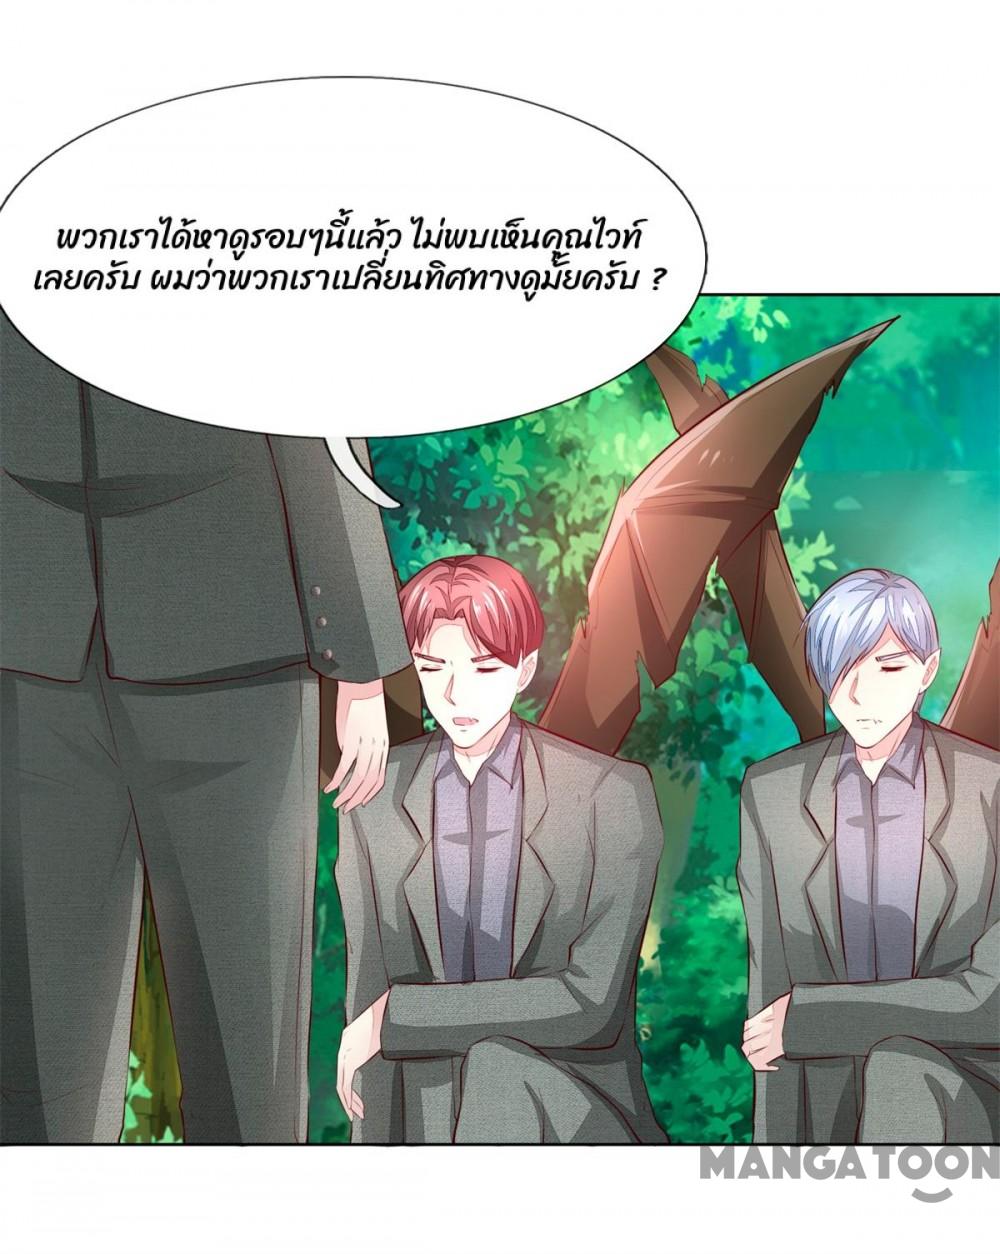 พวกเราได้หาดูรอบๆนี้แล้ว ไม่พบเห็นคุณไวท์
เลยครับ ผมว่าพวกเราเปลี่ยนทิศทางดูมั้ยครับ ?
MANGATOON